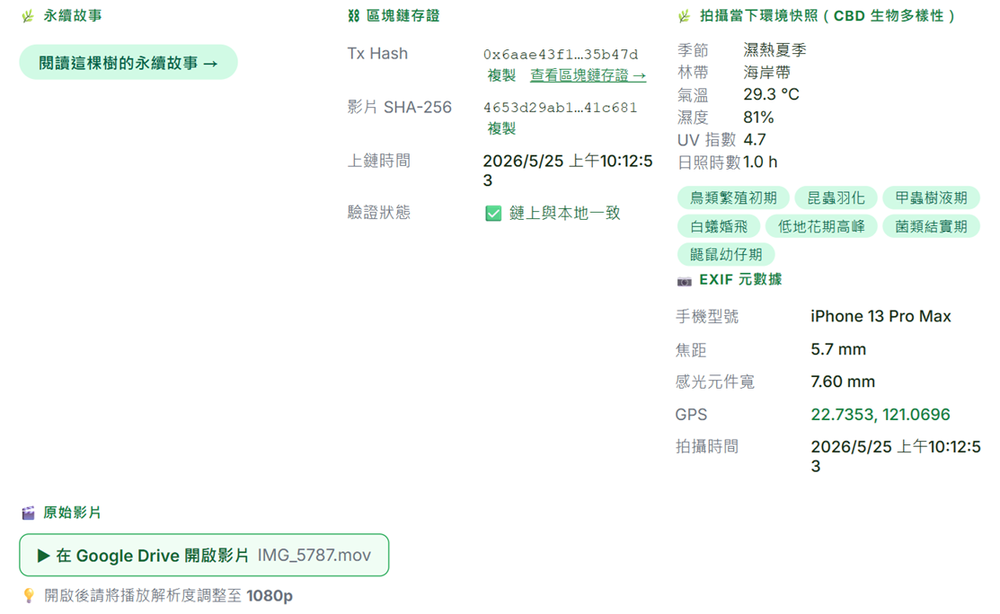 永續故事
閱讀這棵樹的永續故事 →
區塊鏈存證
Tx Hash 0x6aae43f1…35b47d
複製 查看區塊鏈存證 →
影片 SHA-256 4653d29ab1…41c681
複製
上鏈時間 2026/5/25 上午10:12:5
3
驗證狀態 ✅ 鏈上與本地一致
拍攝當下環境快照 ( CBD 生物多樣性 )
季節 濕熱夏季
林帶 海岸帶
氣溫 29.3 °C
濕度 81%
UV 指數 4.7
日照時數 1.0 h
鳥類繁殖初期 昆蟲羽化 甲蟲樹液期
白蟻婚飛 低地花期高峰 菌類結實期
鼯鼠幼仔期
EXIF 元數據
手機型號 iPhone 13 Pro Max
焦距 5.7 mm
感光元件寬 7.60 mm
GPS 22.7353, 121.0696
拍攝時間 2026/5/25 上午10:12:5
3
原始影片
▶ 在 Google Drive 開啟影片 IMG_5787.mov
開啟後請將播放解析度調整至 1080p